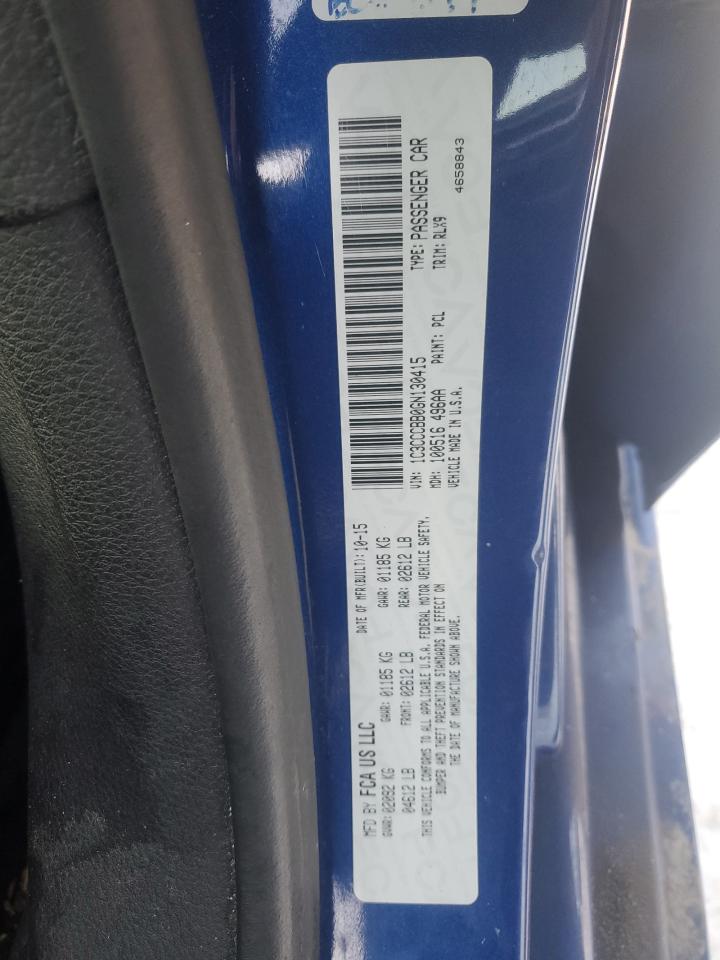 MFD BY FCA US LLC DATE OF MFR(BUILT): 10-15
GVWR: 02092 KG GAWR: 01185 KG GAWR: 01185 KG
04612 LB FRONT: 02612 LB REAR: 02612 LB
THIS VEHICLE CONFORMS TO ALL APPLICABLE U.S.A. FEDERAL MOTOR VEHICLE SAFETY,
BUMPER AND THEFT PREVENTION STANDARDS IN EFFECT ON
THE DATE OF MANUFACTURE SHOWN ABOVE.
VIN: 1C3CCCBB0GN130415 TYPE: PASSENGER CAR
MDH: 100516 496AA PAINT: PCL TRIM: RLX9
VEHICLE MADE IN U.S.A. 4658843